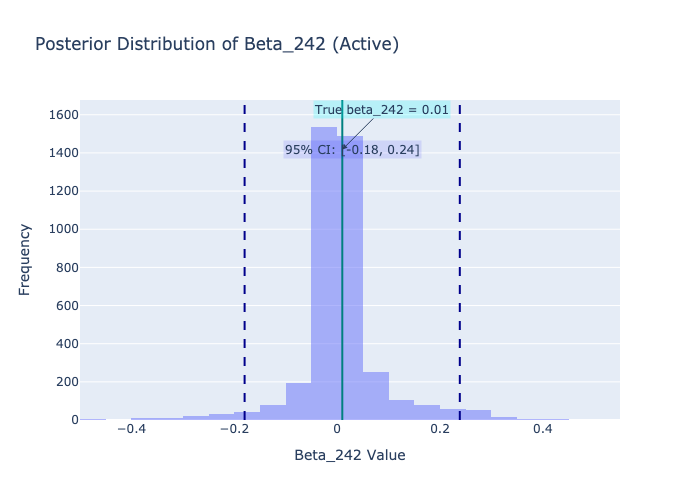 Posterior Distribution of Beta_242 (Active)
True beta_242 = 0.01
95% CI: [-0.18, 0.24]
Frequency
1600
1400
1200
1000
800
600
400
200
0
−0.4
−0.2
0
0.2
0.4
Beta_242 Value